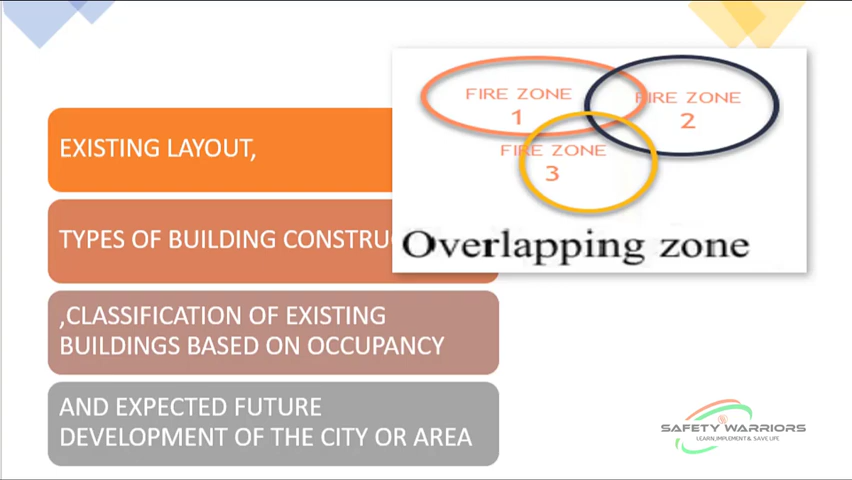 EXISTING LAYOUT,
TYPES OF BUILDING
,CLASSIFICATION OF EXISTING
BUILDINGS BASED ON OCCUPANCY
AND EXPECTED FUTURE
DEVELOPMENT OF THE CITY OR AREA
FIRE ZONE
1
FIRE ZONE
2
FIRE ZONE
3
Overlapping zone
SAFETY WARRIORS
LEARN,IMPLEMENT & SAVE LIFE